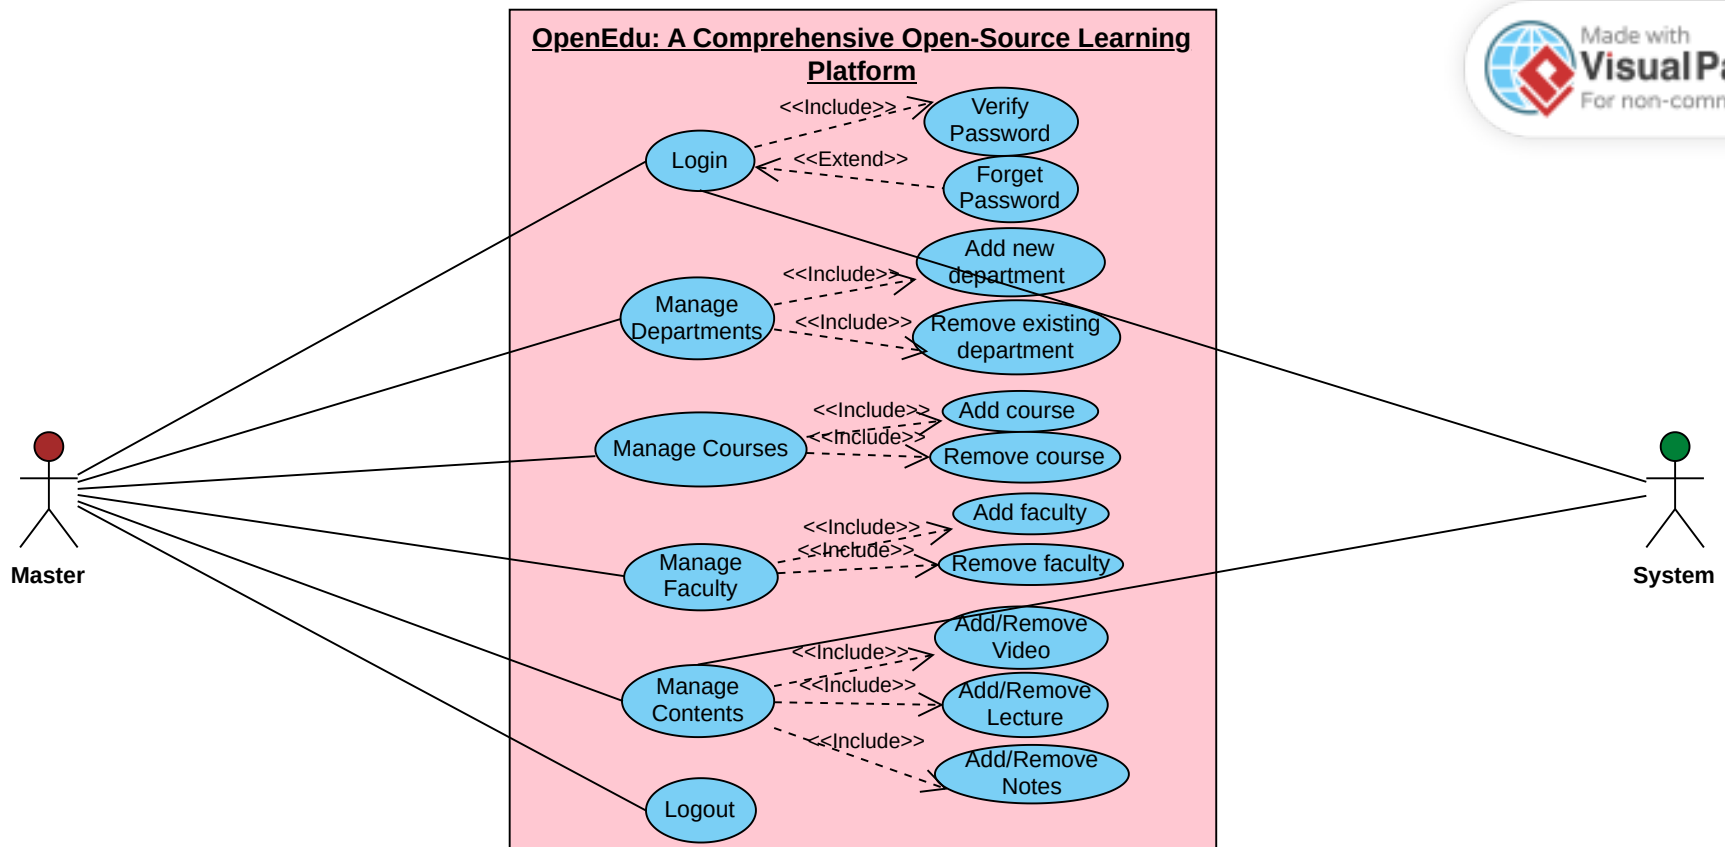 OpenEdu: A Comprehensive Open-Source Learning
Platform
Made with
VisualPa
For non-comm
<<Include>>
Verify
Password
Login
<<Extend>>
Forget
Password
Add new
department
<<Include>>
Manage
Departments
<<Include>>
Remove existing
department
<<Include>>
Add course
Manage Courses
<<Include>>
Remove course
<<Include>>
Add faculty
Manage
Faculty
<<Include>>
Remove faculty
Master
System
<<Include>>
Add/Remove
Video
Manage
Contents
<<Include>>
Add/Remove
Lecture
<<Include>>
Add/Remove
Notes
Logout